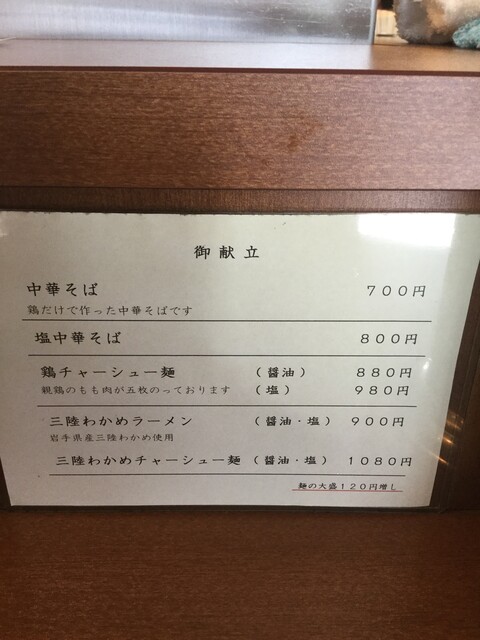 御献立
中華そば 700円
鶏だけで作った中華そばです
塩中華そば 800円
鶏チャーシュー麺 (醤油) 880円
親鶏のもも肉が五枚のっております (塩) 980円
三陸わかめラーメン (醤油・塩) 900円
岩手県産三陸わかめ使用
三陸わかめチャーシュー麺 (醤油・塩) 1080円
麺の大盛120円増し